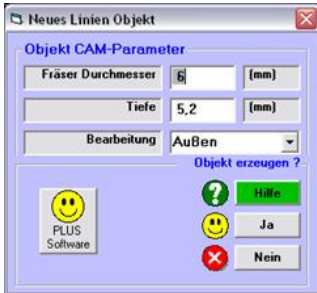 Neues Linien Objekt
Objekt CAM-Parameter
Fräser Durchmesser 6 (mm)
Tiefe 5,2 (mm)
Bearbeitung Außen
Objekt erzeugen ?
Hilfe
PLUS
Software
Ja
Nein